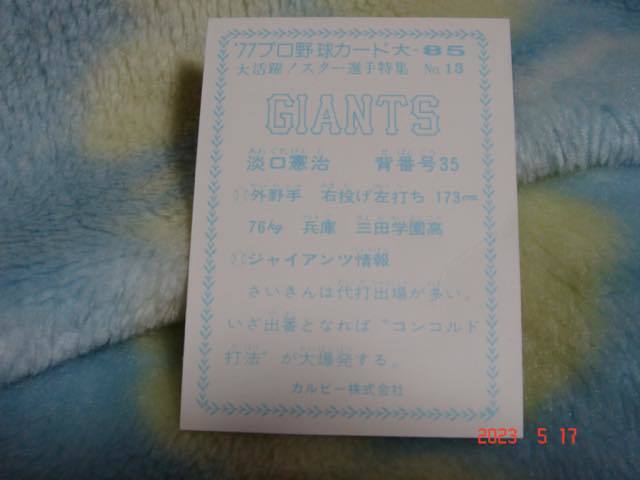 '77プロ野球カード大-85
大活躍!スター選手特集 No.13
GIANTS
淡口憲治 背番号35
外野手 右投げ左打ち 173cm
76kg 兵庫 三田学園高
ジャイアンツ情報
さいきんは代打出場が多い。
いざ出番となれば“コンコルド
打法”が大爆発する。
カルビー株式会社
2023 5 17